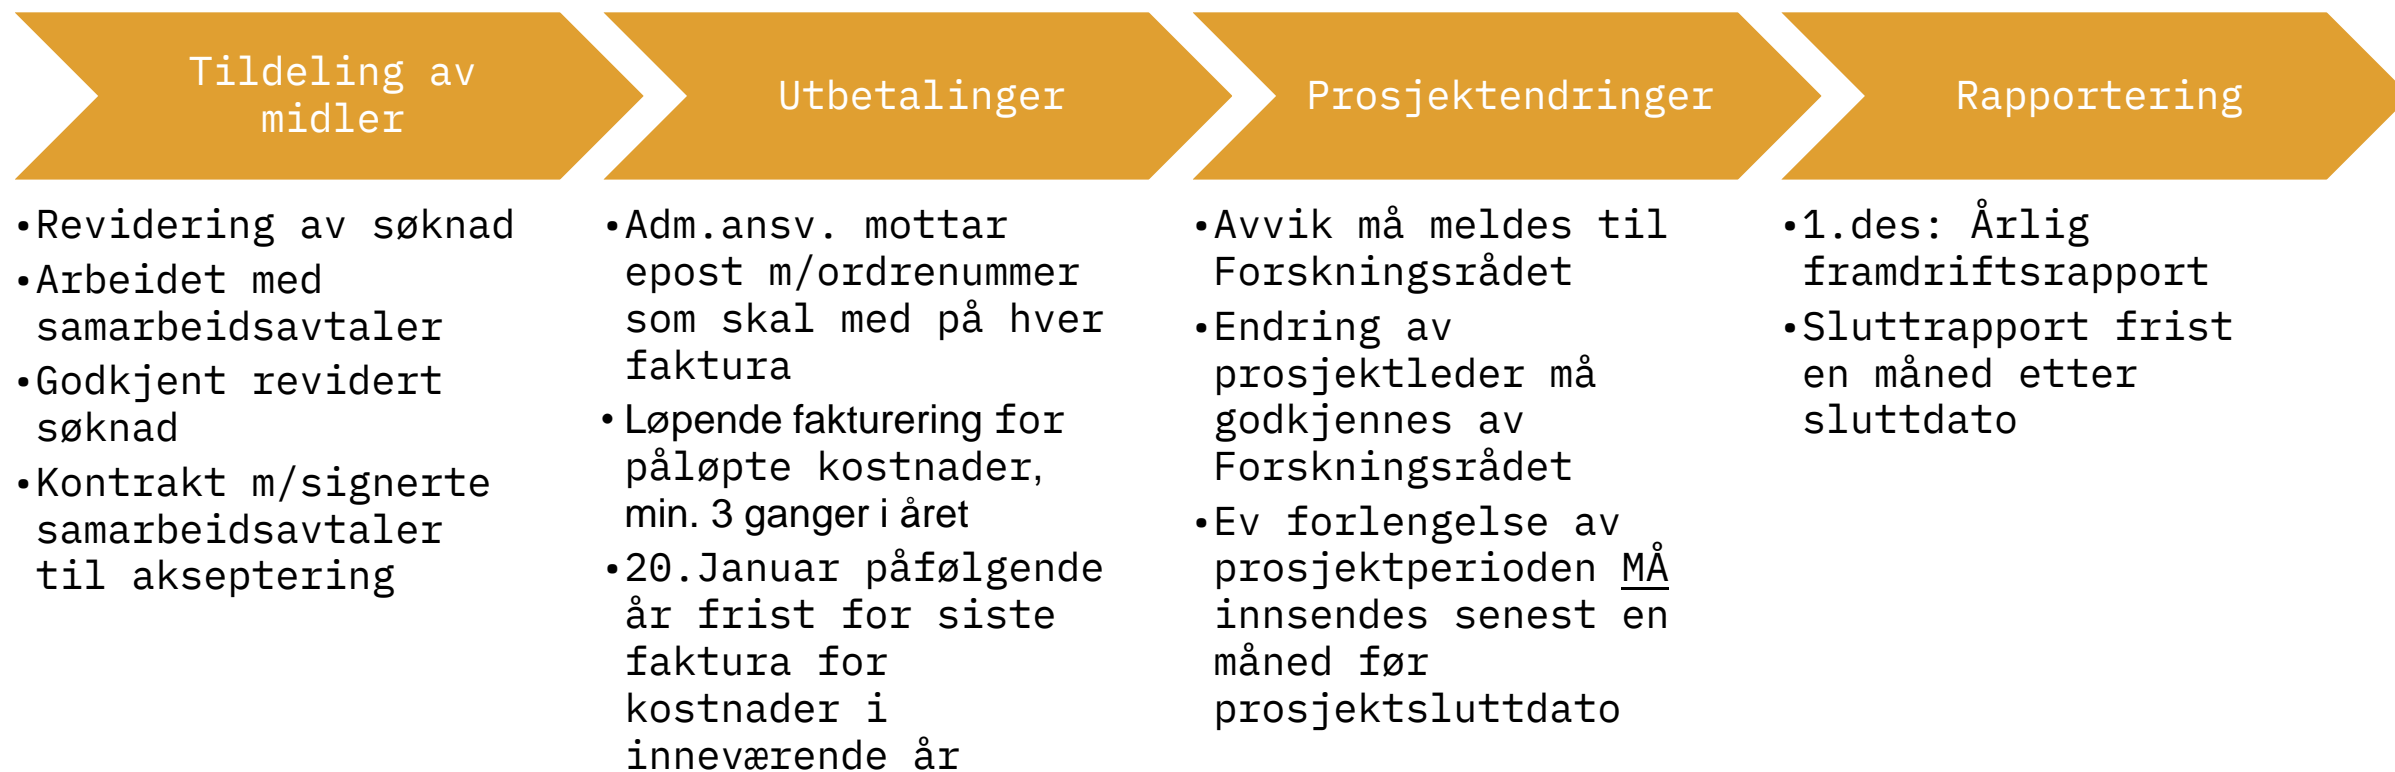 Tildeling av
midler
•Revidering av søknad
•Arbeidet med
samarbeidsavtaler
•Godkjent revidert
søknad
•Kontrakt m/signerte
samarbeidsavtaler
til akseptering
Utbetalinger
•Adm.ansv. mottar
epost m/ordrenummer
som skal med på hver
faktura
• Løpende fakturering for
påløpte kostnader,
min. 3 ganger i året
•20.Januar påfølgende
år frist for siste
faktura for
kostnader i
inneværende år
Prosjektendringer
•Avvik må meldes til
Forskningsrådet
•Endring av
prosjektleder må
godkjennes av
Forskningsrådet
•Ev forlengelse av
prosjektperioden MÅ
innsendes senest en
måned før
prosjektsluttdato
Rapportering
•1.des: Årlig
framdriftsrapport
•Sluttrapport frist
en måned etter
sluttdato